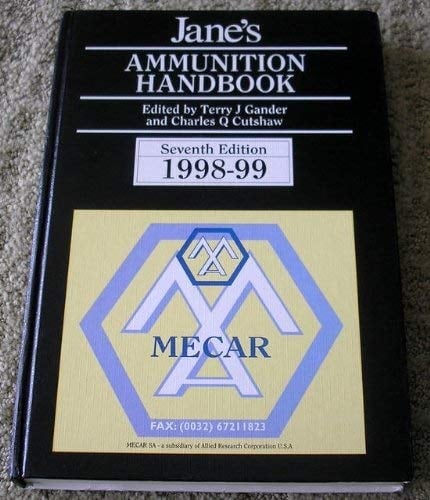 Jane's
AMMUNITION
HANDBOOK
Edited by Terry J Gander
and Charles Q Cutshaw
Seventh Edition
1998-99
MECAR
FAX: (0032) 67211823
MECAR SA - a subsidiary of Allied Research Corporation U.S.A